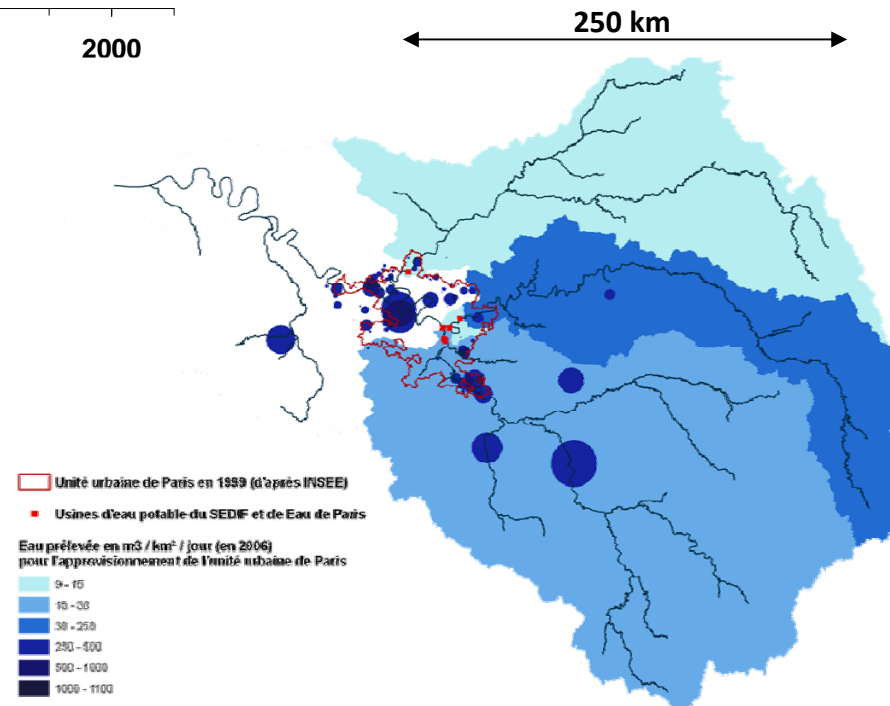 2000
250 km
Unité urbaine de Paris en 1999 (d'après INSEE)
Usines d'eau potable du SEDIF et de Eau de Paris
Eau prélevée en m3 / km² / jour (en 2006)
pour l'approvisionnement de l'unité urbaine de Paris
9 - 15
15 - 38
38 - 250
250 - 500
500 - 1000
1000 - 1100